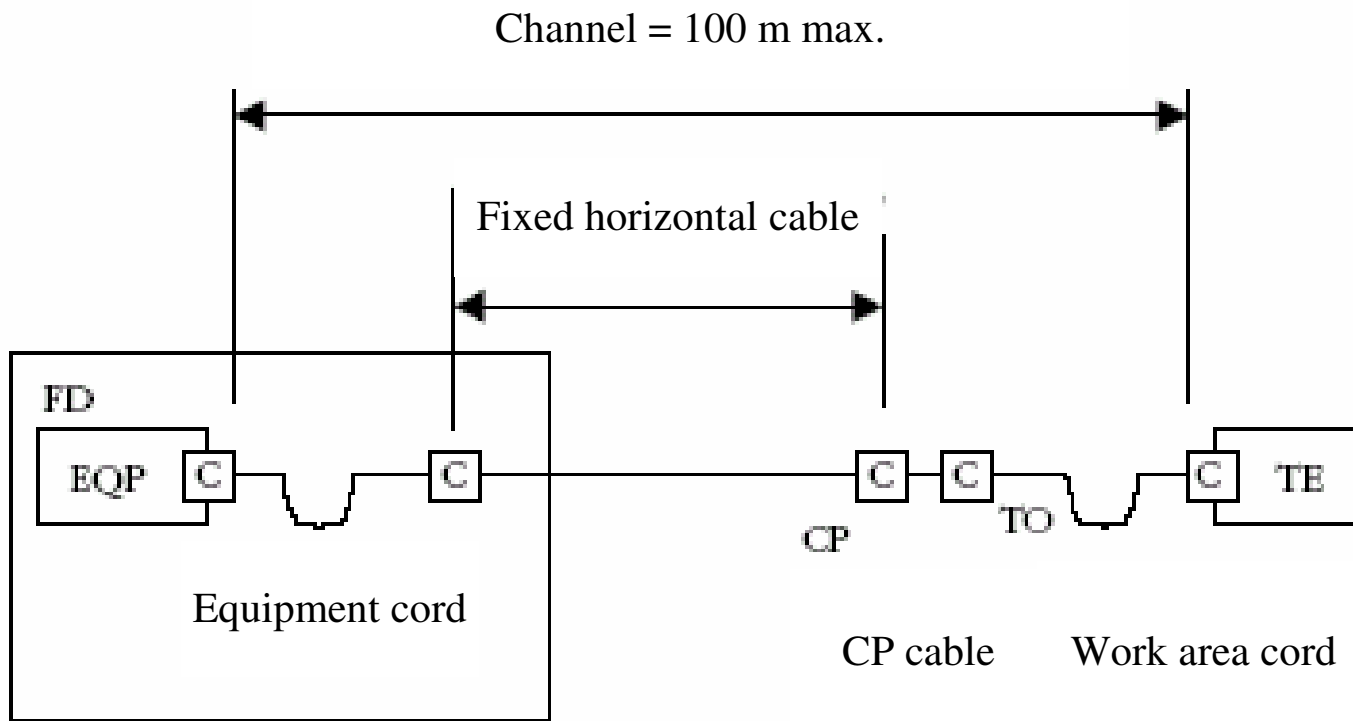 Channel = 100 m max.
Fixed horizontal cable
FD
EQP
C
C
C
C
C
TE
CP
TO
Equipment cord
CP cable
Work area cord